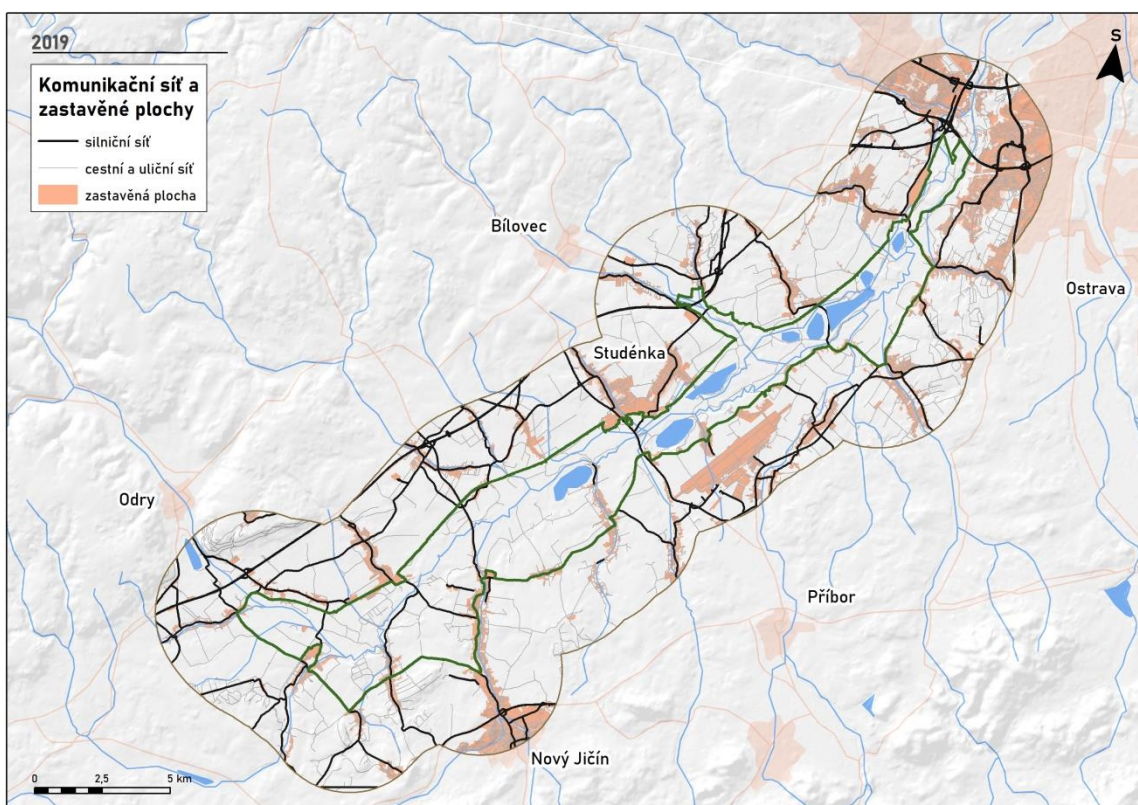 2019
Komunikační síť a
zastavěné plochy
silniční síť
cestní a uliční síť
zastavěná plocha
S
Bílovec
Ostrava
Studénka
Odry
Příbor
Nový Jičín
0 2,5 5 km